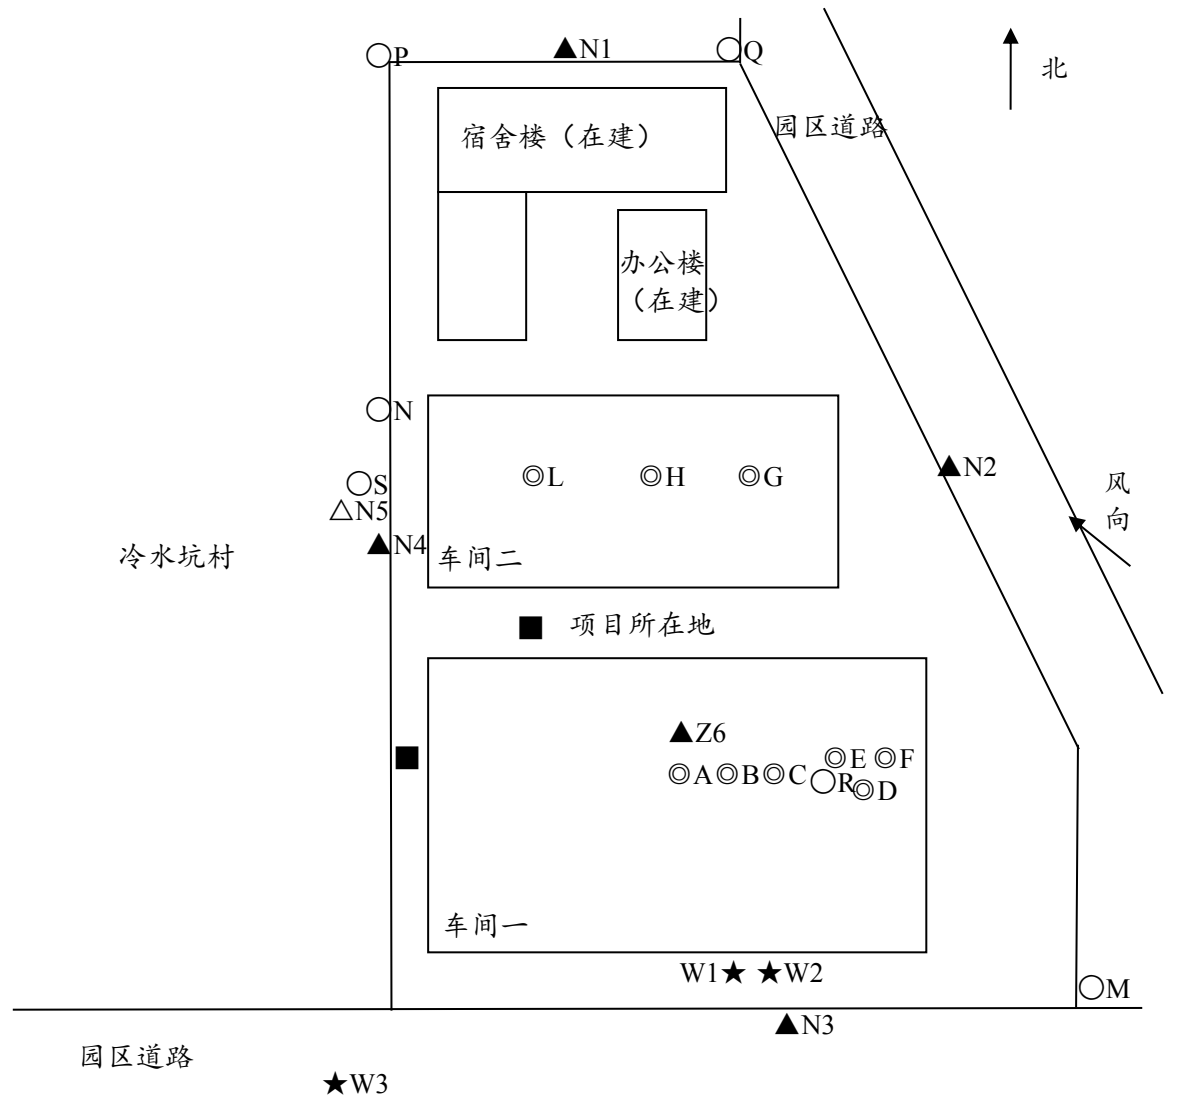 ○P
▲N1
○Q
北
宿舍楼（在建）
园区道路
办公楼
（在建）
○N
◎L
◎H
◎G
▲N2
○S
△N5
风
向
▲N4
冷水坑村
车间二
■ 项目所在地
▲Z6
◎E
◎F
◎A
◎B
◎C
○R
◎D
车间一
W1★
★W2
○M
▲N3
园区道路
★W3